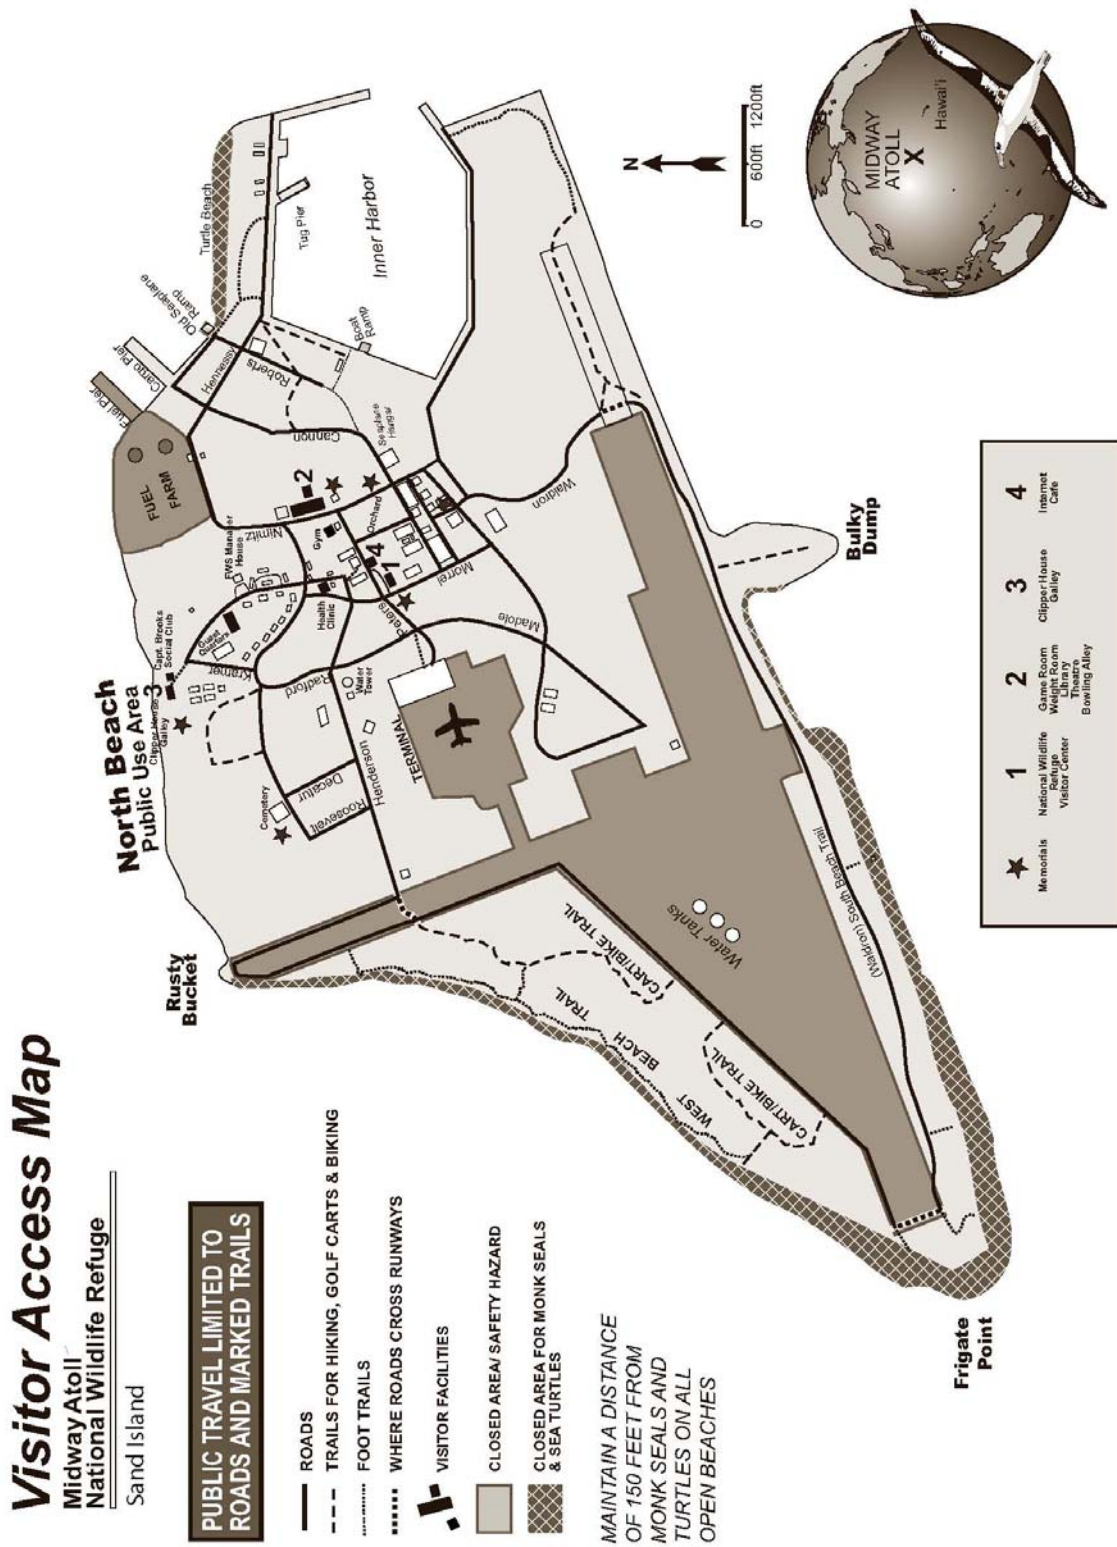 Visitor Access Map
Midway Atoll
National Wildlife Refuge
Sand Island
PUBLIC TRAVEL LIMITED TO
ROADS AND MARKED TRAILS
ROADS
TRAILS FOR HIKING, GOLF CARTS & BIKING
FOOT TRAILS
WHERE ROADS CROSS RUNWAYS
VISITOR FACILITIES
CLOSED AREA/ SAFETY HAZARD
CLOSED AREA FOR MONK SEALS
& SEA TURTLES
MAINTAIN A DISTANCE
OF 150 FEET FROM
MONK SEALS AND
TURTLES ON ALL
OPEN BEACHES
Rusty
Bucket
North Beach
Public Use Area
Clipper House
Galley
3
Capt. Brooks
Social Club
Fuel Pier
Cargo Pier
Old Seaplane
Ramp
Turtle Beach
FUEL
FARM
Hennessy
Roberts
Tug Pier
Inner Harbor
Boat
Ramp
Cannon
Seaplane
Hangar
2
Nimitz
FWS Manager
House
Guest
Quarters
Kramer
Gym
Health
Clinic
Orchard
4
1
Peters
Morrel
Madole
Waldron
Radford
Water
Tower
Cemetery
Decatur
Roosevelt
Henderson
TERMINAL
Water Tanks
CART/BIKE TRAIL
CART/BIKE TRAIL
WEST BEACH TRAIL
(Waldron) South Beach Trail
Bulky
Dump
Frigate
Point
N
0 600ft 1200ft
MIDWAY
ATOLL
X
Hawai'i
Memorials
1
National Wildlife
Refuge
Visitor Center
2
Game Room
Weight Room
Library
Theatre
Bowling Alley
3
Clipper House
Galley
4
Internet
Cafe